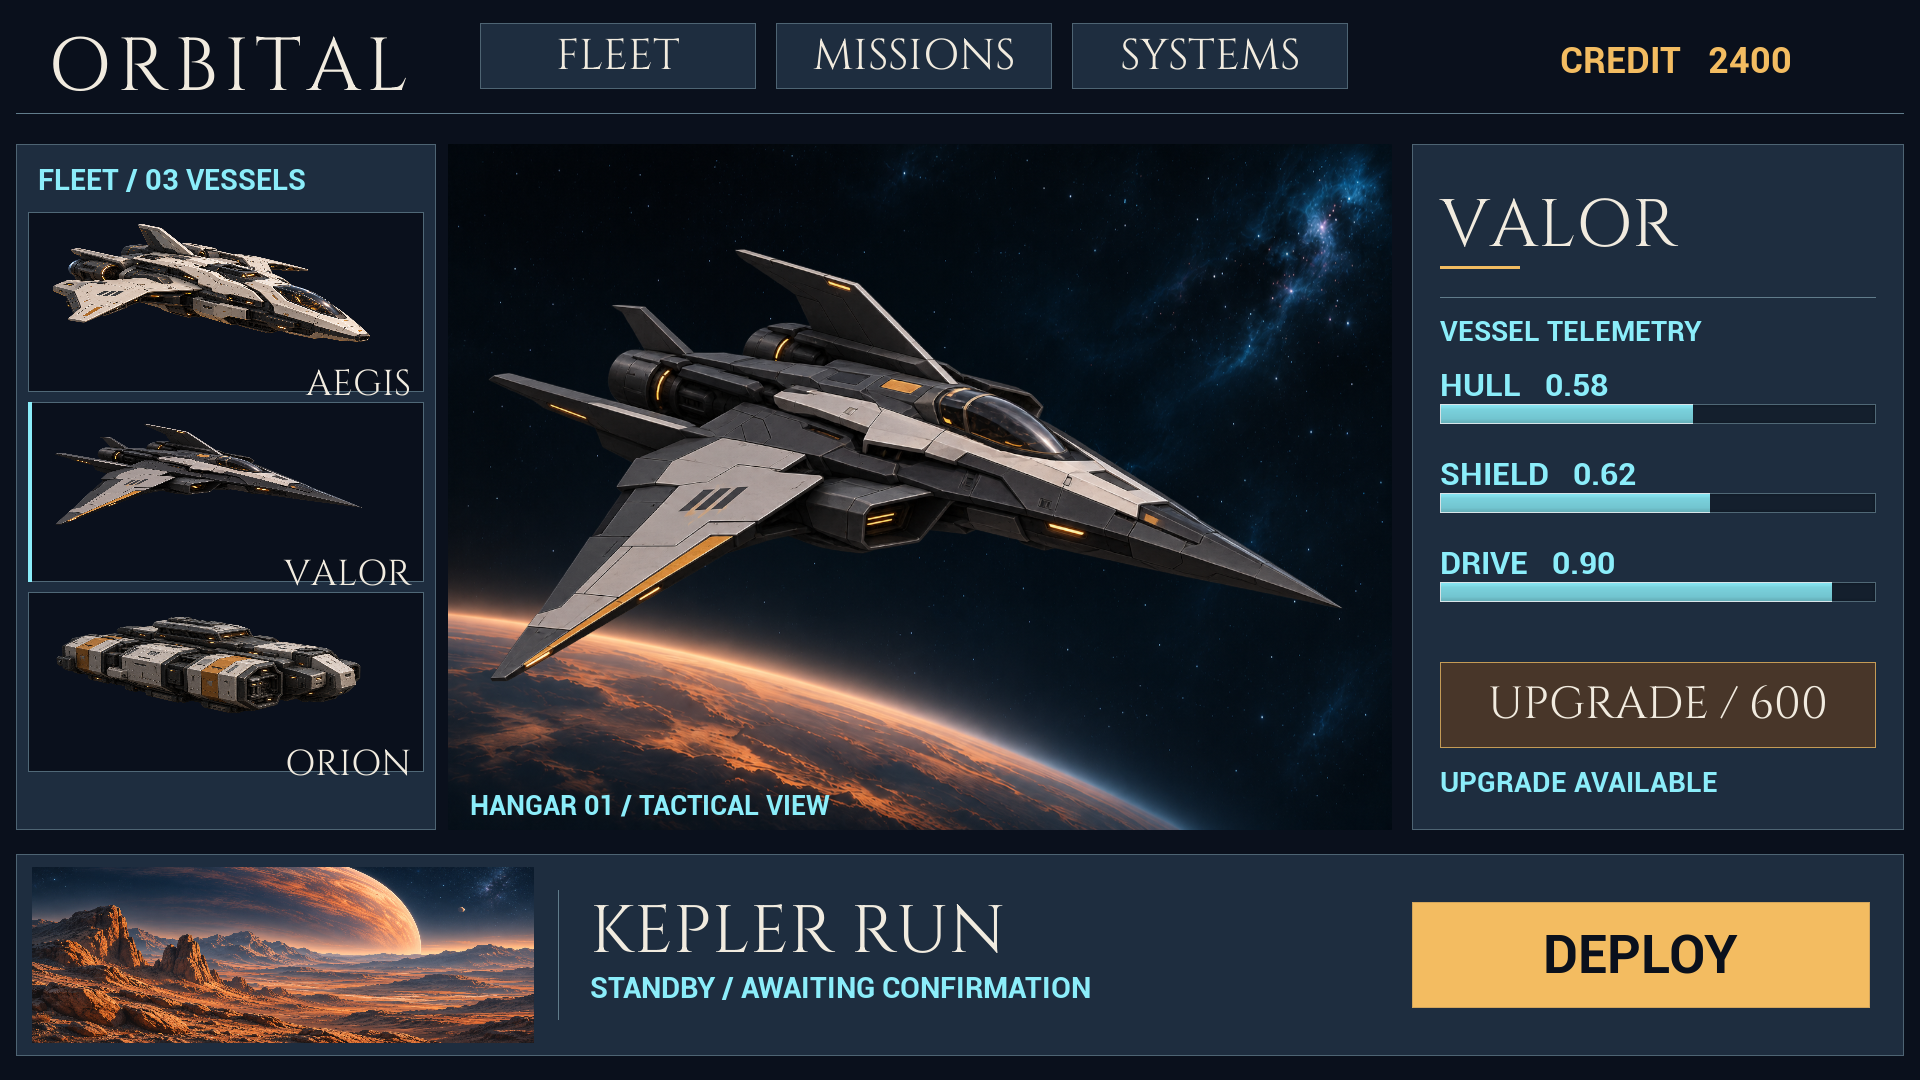 ORBITAL
FLEET
MISSIONS
SYSTEMS
CREDIT 2400
FLEET / 03 VESSELS
AEGIS
VALOR
ORION
HANGAR 01 / TACTICAL VIEW
VALOR
VESSEL TELEMETRY
HULL 0.58
SHIELD 0.62
DRIVE 0.90
UPGRADE / 600
UPGRADE AVAILABLE
KEPLER RUN
STANDBY / AWAITING CONFIRMATION
DEPLOY